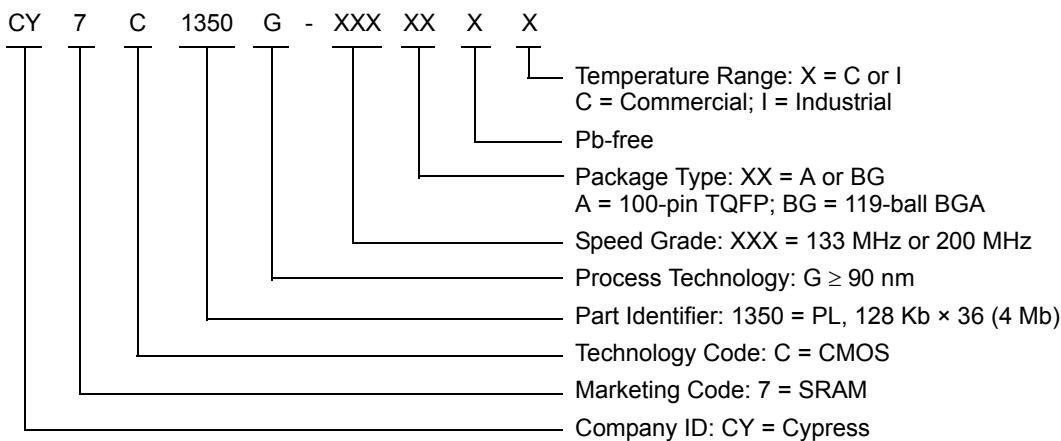 CY 7 C 1350 G - XXX XX X X
Temperature Range: X = C or I
C = Commercial; I = Industrial
Pb-free
Package Type: XX = A or BG
A = 100-pin TQFP; BG = 119-ball BGA
Speed Grade: XXX = 133 MHz or 200 MHz
Process Technology: G ≥ 90 nm
Part Identifier: 1350 = PL, 128 Kb × 36 (4 Mb)
Technology Code: C = CMOS
Marketing Code: 7 = SRAM
Company ID: CY = Cypress